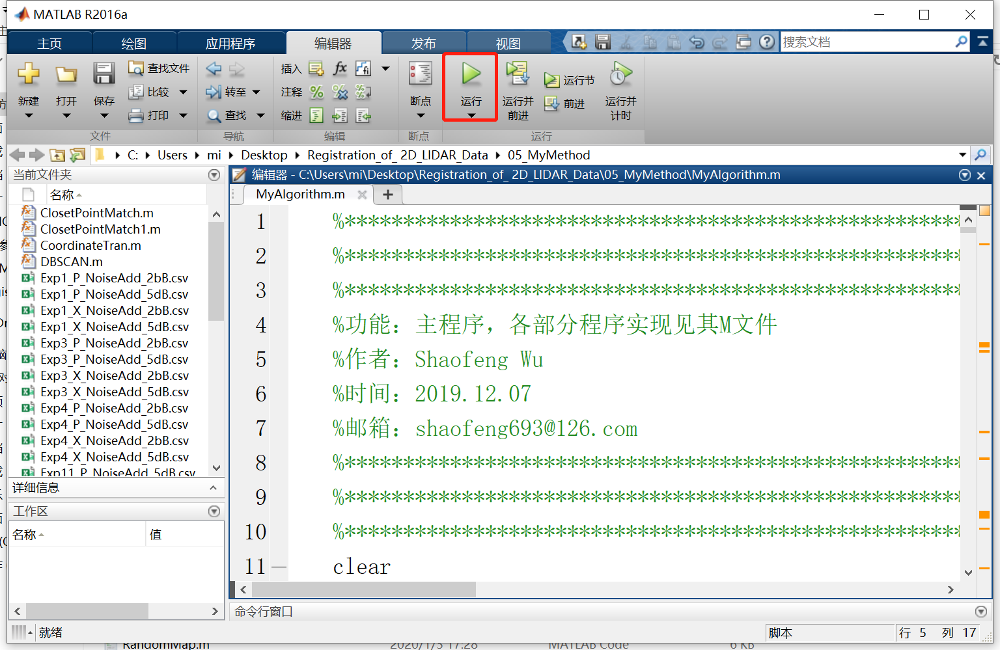 MATLAB R2016a
主页
绘图
应用程序
编辑器
发布
视图
搜索文档
新建
打开
保存
查找文件
比较
打印
转至
查找
插入
注释
缩进
断点
运行
运行并
前进
运行节
前进
运行并
计时
文件
导航
编辑
断点
运行
C: Users mi Desktop Registration_of_ 2D_LIDAR_Data 05_MyMethod
当前文件夹
名称
ClosetPointMatch.m
ClosetPointMatch1.m
CoordinateTran.m
DBSCAN.m
Exp1_P_NoiseAdd_2bB.csv
Exp1_P_NoiseAdd_5dB.csv
Exp1_X_NoiseAdd_2bB.csv
Exp1_X_NoiseAdd_5dB.csv
Exp3_P_NoiseAdd_2bB.csv
Exp3_P_NoiseAdd_5dB.csv
Exp3_X_NoiseAdd_2bB.csv
Exp3_X_NoiseAdd_5dB.csv
Exp4_P_NoiseAdd_2bB.csv
Exp4_P_NoiseAdd_5dB.csv
Exp4_X_NoiseAdd_2bB.csv
Exp4_X_NoiseAdd_5dB.csv
Exp11_P_NoiseAdd_5dB.csv
详细信息
工作区
名称
值
编辑器 - C:\Users\mi\Desktop\Registration_of_ 2D_LIDAR_Data\05_MyMethod\MyAlgorithm.m
MyAlgorithm.m
1 %*****************************************************
2 %*****************************************************
3 %*****************************************************
4 %功能：主程序，各部分程序实现见其M文件
5 %作者：Shaofeng Wu
6 %时间：2019.12.07
7 %邮箱：shaofeng693@126.com
8 %*****************************************************
9 %*****************************************************
10 %*****************************************************
11 clear
命令行窗口
就绪
脚本
行 5 列 17
RandomMap.m 2020/1/3 17:28 MATLAB Code 6 KB